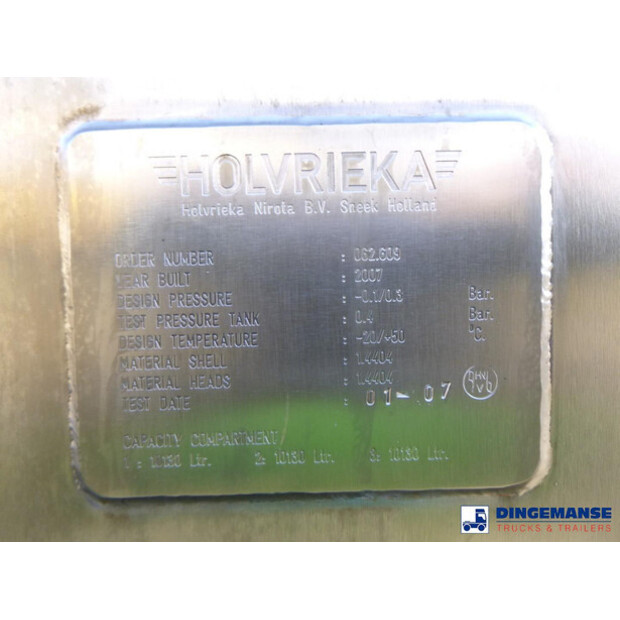 HOLVRIEKA
Holvrieka Nirota B.V. Sneek Holland
ORDER NUMBER : 062.609
YEAR BUILT : 2007
DESIGN PRESSURE : -0.1/0.3 Bar.
TEST PRESSURE TANK : 0.4 Bar.
DESIGN TEMPERATURE : -20/+50 °C.
MATERIAL SHELL : 1.4404
MATERIAL HEADS : 1.4404
TEST DATE : 01-07
CAPACITY COMPARTMENT
1 : 10130 Ltr. 2: 10130 Ltr. 3: 10130 Ltr.
DINGEMANSE
TRUCKS & TRAILERS